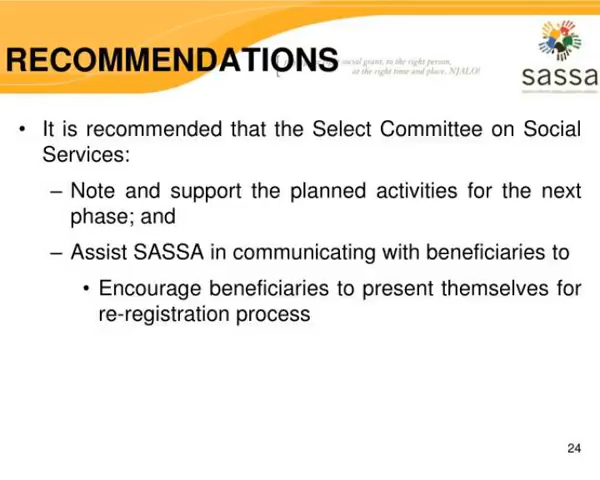 RECOMMENDATIONS
social grant, to the right person,
at the right time and place. NJALO!
sassa
• It is recommended that the Select Committee on Social
Services:
– Note and support the planned activities for the next
phase; and
– Assist SASSA in communicating with beneficiaries to
• Encourage beneficiaries to present themselves for
re-registration process
24